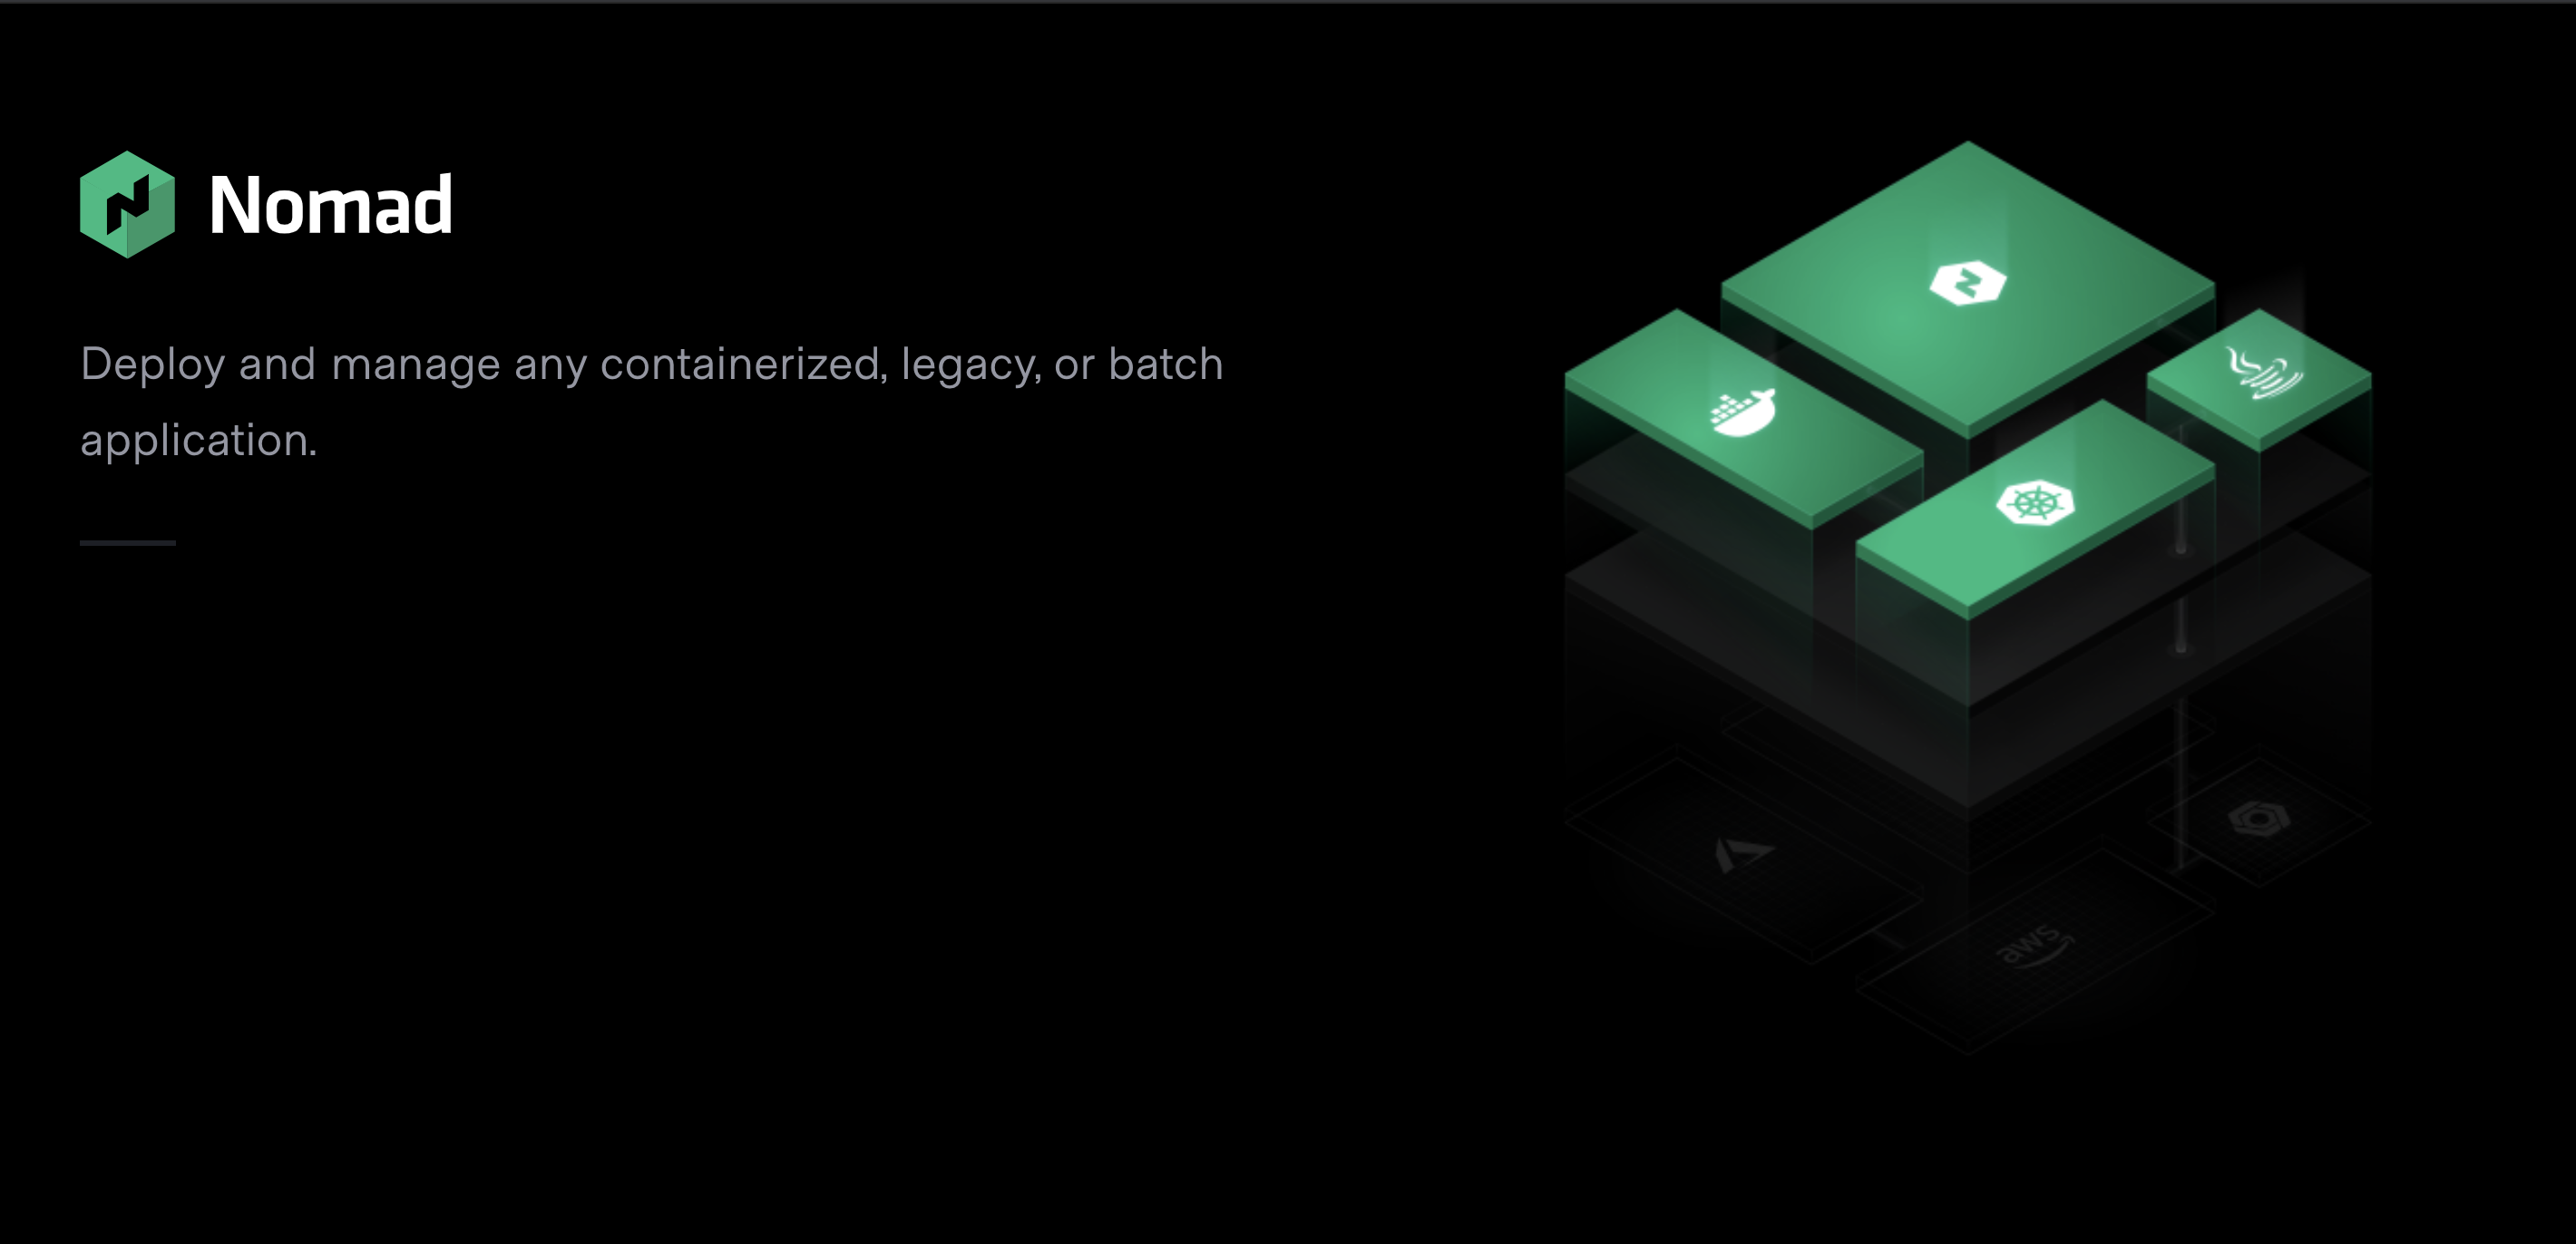 Nomad
Deploy and manage any containerized, legacy, or batch
application.
aws